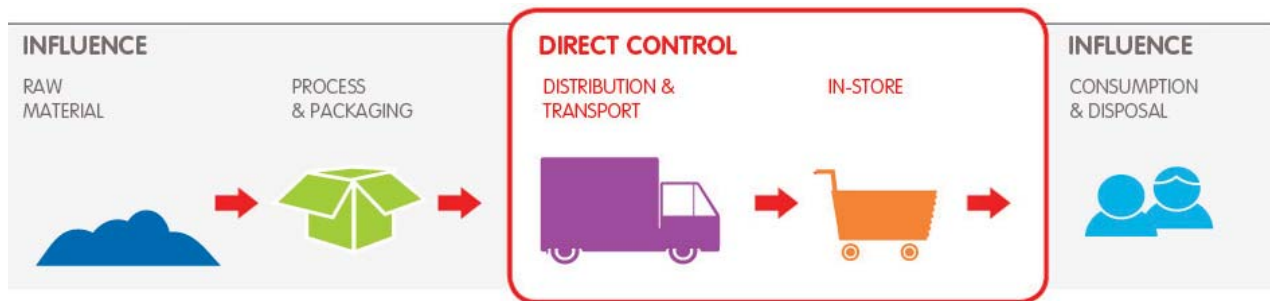 INFLUENCE
RAW
MATERIAL
PROCESS
& PACKAGING
DIRECT CONTROL
DISTRIBUTION &
TRANSPORT
IN-STORE
INFLUENCE
CONSUMPTION
& DISPOSAL